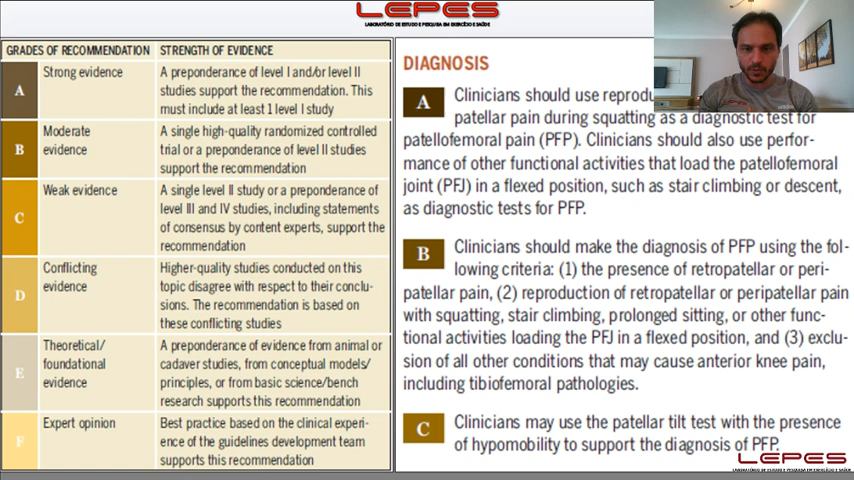 LEPES
LABORATÓRIO DE ESTUDO E PESQUISA EM EXERCÍCIO E SAÚDE
GRADES OF RECOMMENDATION
STRENGTH OF EVIDENCE
A
Strong evidence
A preponderance of level I and/or level II
studies support the recommendation. This
must include at least 1 level I study
B
Moderate
evidence
A single high-quality randomized controlled
trial or a preponderance of level II studies
support the recommendation
C
Weak evidence
A single level II study or a preponderance of
level III and IV studies, including statements
of consensus by content experts, support the
recommendation
D
Conflicting
evidence
Higher-quality studies conducted on this
topic disagree with respect to their conclu-
sions. The recommendation is based on
these conflicting studies
E
Theoretical/
foundational
evidence
A preponderance of evidence from animal or
cadaver studies, from conceptual models/
principles, or from basic science/bench
research supports this recommendation
F
Expert opinion
Best practice based on the clinical experi-
ence of the guidelines development team
supports this recommendation
DIAGNOSIS
A
Clinicians should use
patellar pain during squatting as a diagnostic test for
patellofemoral pain (PFP). Clinicians should also use perfor-
mance of other functional activities that load the patellofemoral
joint (PFJ) in a flexed position, such as stair climbing or descent,
as diagnostic tests for PFP.
B
Clinicians should make the diagnosis of PFP using the fol-
lowing criteria: (1) the presence of retropatellar or peri-
patellar pain, (2) reproduction of retropatellar or peripatellar pain
with squatting, stair climbing, prolonged sitting, or other func-
tional activities loading the PFJ in a flexed position, and (3) exclu-
sion of all other conditions that may cause anterior knee pain,
including tibiofemoral pathologies.
C
Clinicians may use the patellar tilt test with the presence
of hypomobility to support the diagnosis of PFP.
LEPES
LABORATÓRIO DE ESTUDO E PESQUISA EM EXERCÍCIO E SAÚDE